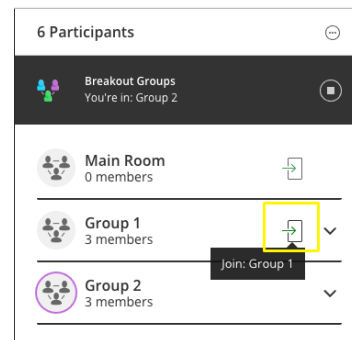 6 Participants
Breakout Groups
You're in: Group 2
Main Room
0 members
Group 1
3 members
Join: Group 1
Group 2
3 members